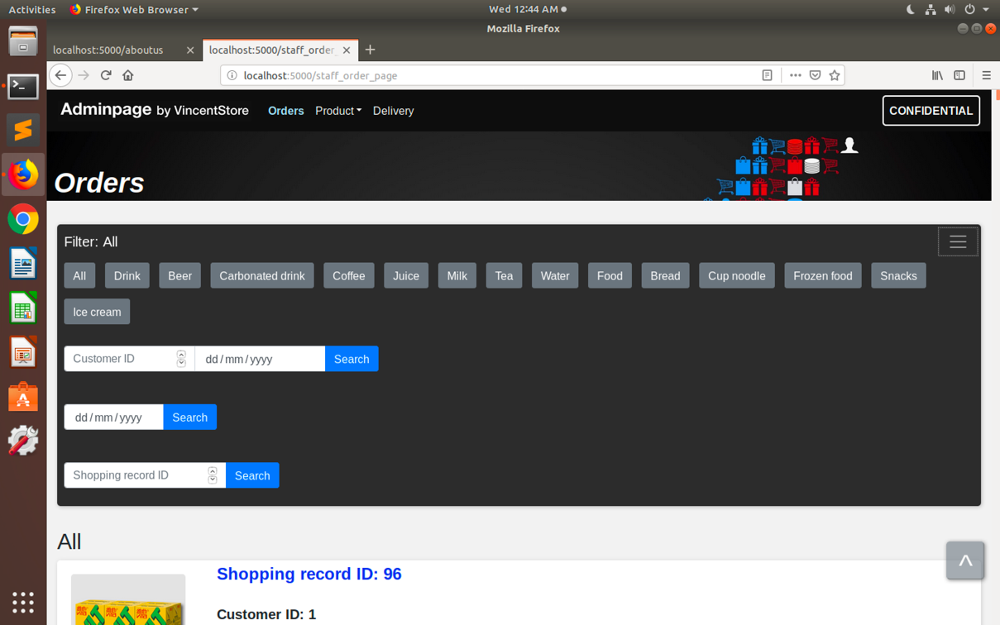 Activities Firefox Web Browser Wed 12:44 AM
Mozilla Firefox
localhost:5000/aboutus localhost:5000/staff_order_
localhost:5000/staff_order_page
Adminpage by VincentStore Orders Product Delivery CONFIDENTIAL
Orders
Filter: All
All Drink Beer Carbonated drink Coffee Juice Milk Tea Water Food Bread Cup noodle Frozen food Snacks
Ice cream
Customer ID dd/mm/yyyy Search
dd/mm/yyyy Search
Shopping record ID Search
All
^
Shopping record ID: 96
Customer ID: 1